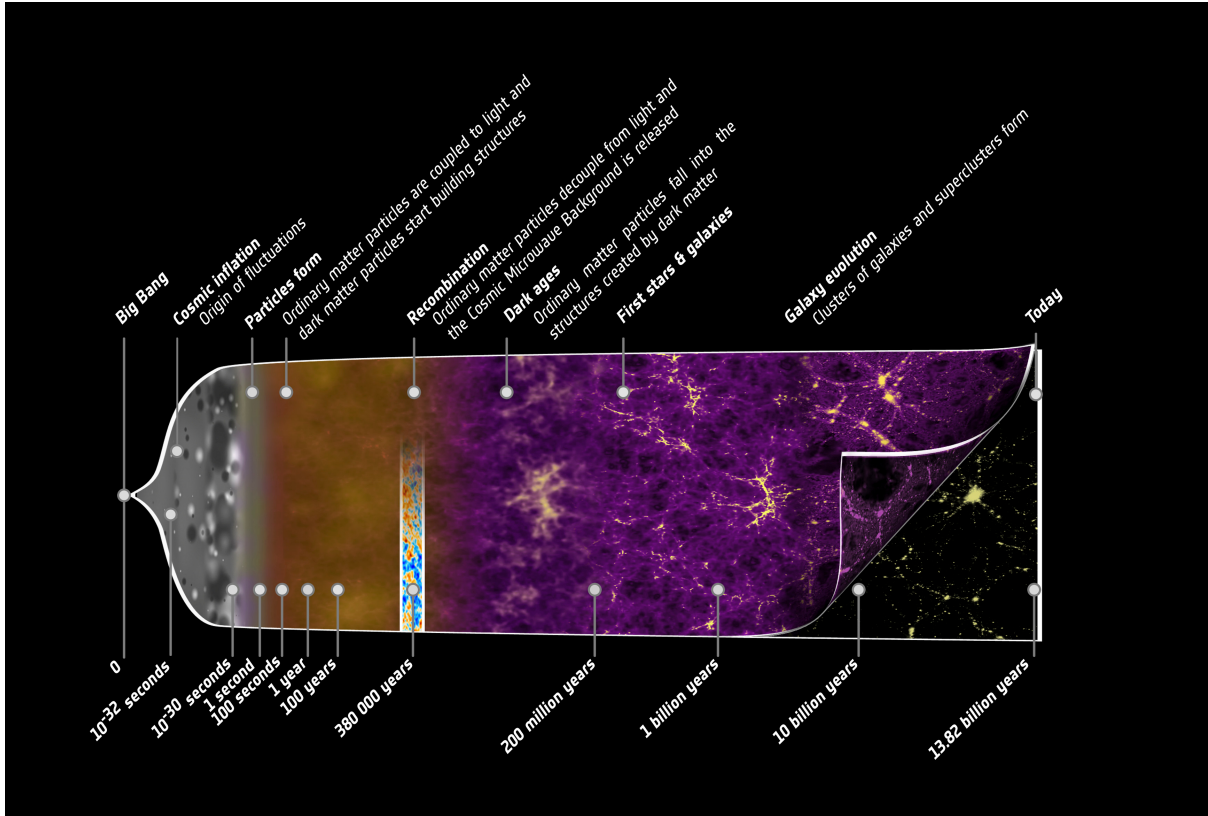 Big Bang
Cosmic inflation
Origin of fluctuations
Particles form
Ordinary matter particles are coupled to light and
dark matter particles start building structures
Recombination
Ordinary matter particles decouple from light and
the Cosmic Microwave Background is released
Dark ages
Ordinary matter particles fall into the
structures created by dark matter
First stars & galaxies
Galaxy evolution
Clusters of galaxies and superclusters form
Today
0
10-32 seconds
10-30 seconds
1 second
100 seconds
1 year
100 years
380 000 years
200 million years
1 billion years
10 billion years
13.82 billion years